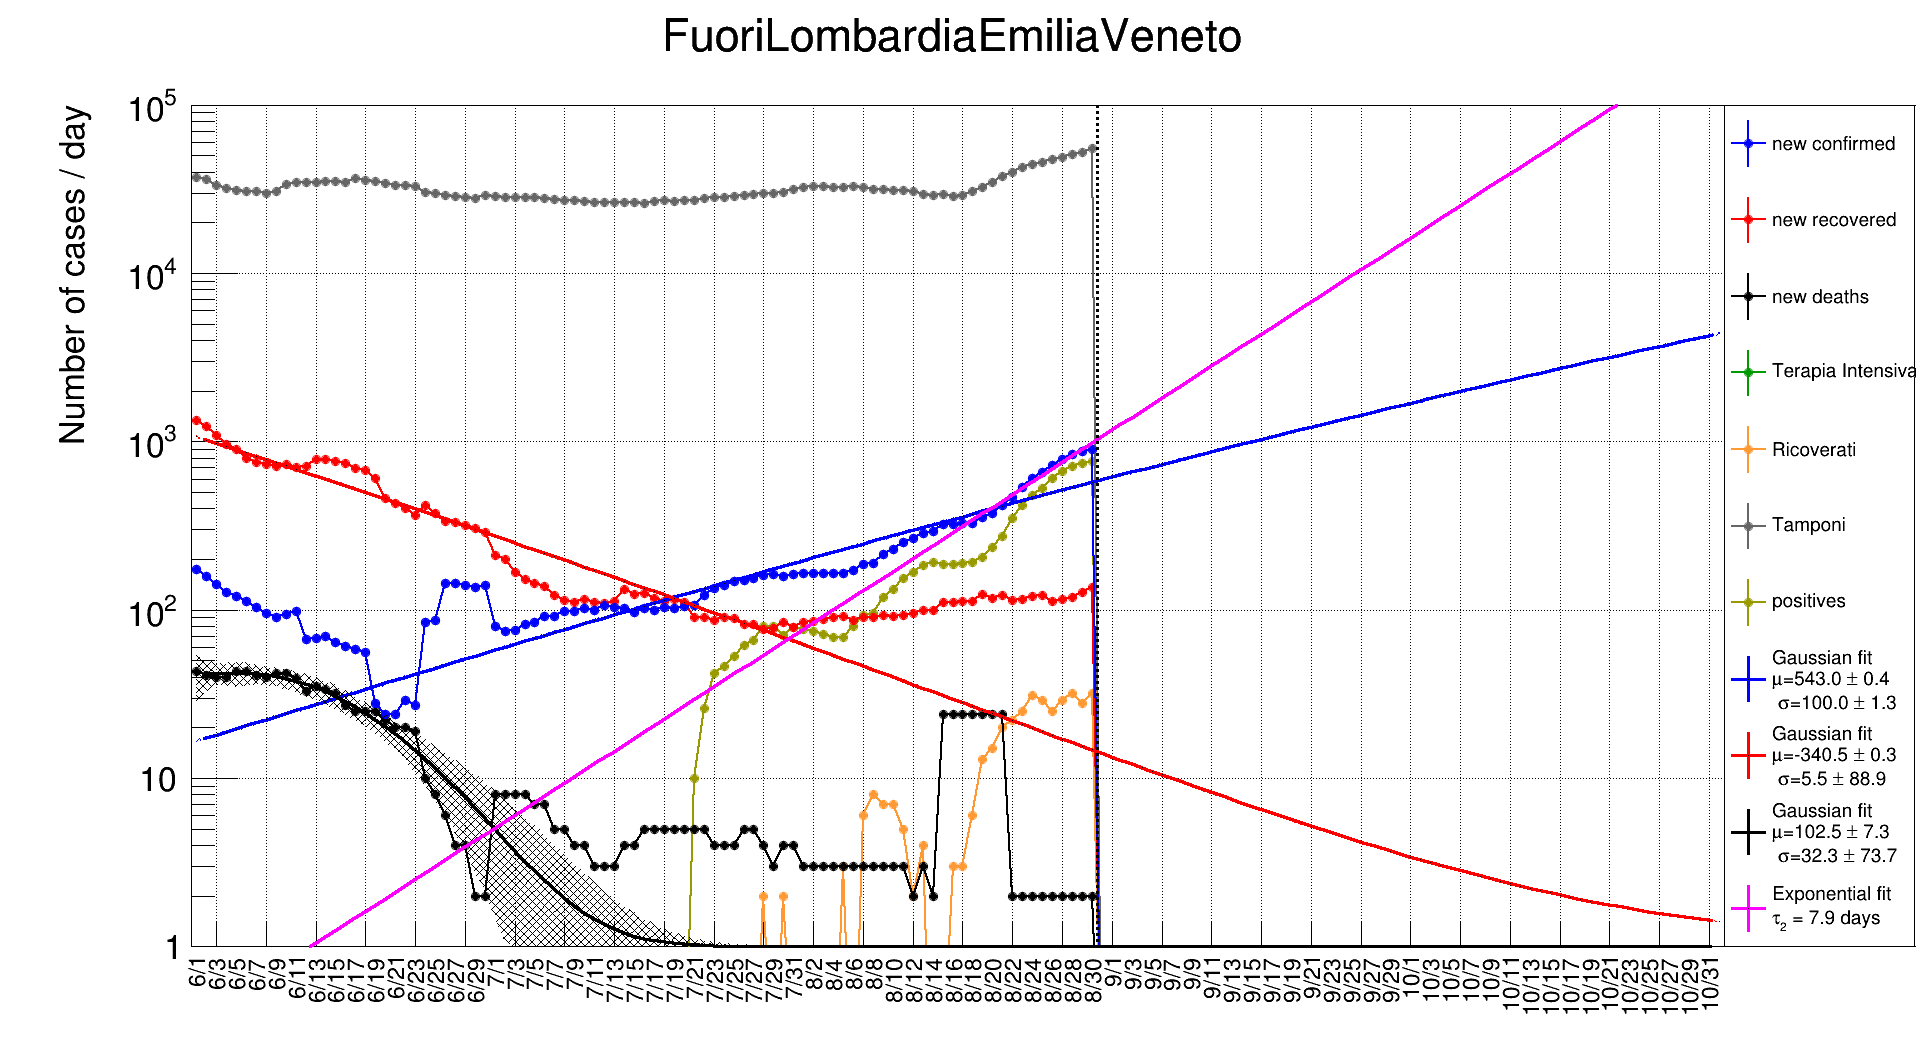 FuoriLombardiaEmiliaVeneto
Number of cases / day
10^5
10^4
10^3
10^2
10
1
6/1 6/3 6/5 6/7 6/9 6/11 6/13 6/15 6/17 6/19 6/21 6/23 6/25 6/27 6/29 7/1 7/3 7/5 7/7 7/9 7/11 7/13 7/15 7/17 7/19 7/21 7/23 7/25 7/27 7/29 7/31 8/2 8/4 8/6 8/8 8/10 8/12 8/14 8/16 8/18 8/20 8/22 8/24 8/26 8/28 8/30 9/1 9/3 9/5 9/7 9/9 9/11 9/13 9/15 9/17 9/19 9/21 9/23 9/25 9/27 9/29 10/1 10/3 10/5 10/7 10/9 10/11 10/13 10/15 10/17 10/19 10/21 10/23 10/25 10/27 10/29 10/31
new confirmed
new recovered
new deaths
Terapia Intensiva
Ricoverati
Tamponi
positives
Gaussian fit
μ=543.0 ± 0.4
σ=100.0 ± 1.3
Gaussian fit
μ=-340.5 ± 0.3
σ=5.5 ± 88.9
Gaussian fit
μ=102.5 ± 7.3
σ=32.3 ± 73.7
Exponential fit
τ₂ = 7.9 days